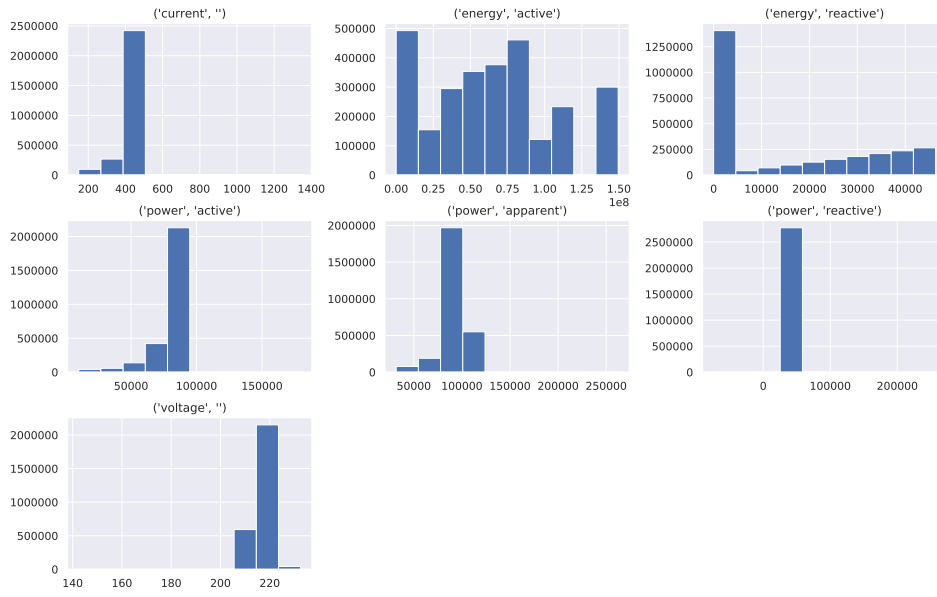 ('current', '')
2500000
2000000
1500000
1000000
500000
0
200 400 600 800 1000 1200 1400
('energy', 'active')
500000
400000
300000
200000
100000
0
0.00 0.25 0.50 0.75 1.00 1.25 1.50
1e8
('energy', 'reactive')
1250000
1000000
750000
500000
250000
0
0 10000 20000 30000 40000
('power', 'active')
2000000
1500000
1000000
500000
0
50000 100000 150000
('power', 'apparent')
2000000
1500000
1000000
500000
0
50000 100000 150000 200000 250000
('power', 'reactive')
2500000
2000000
1500000
1000000
500000
0
0 100000 200000
('voltage', '')
2000000
1500000
1000000
500000
0
140 160 180 200 220